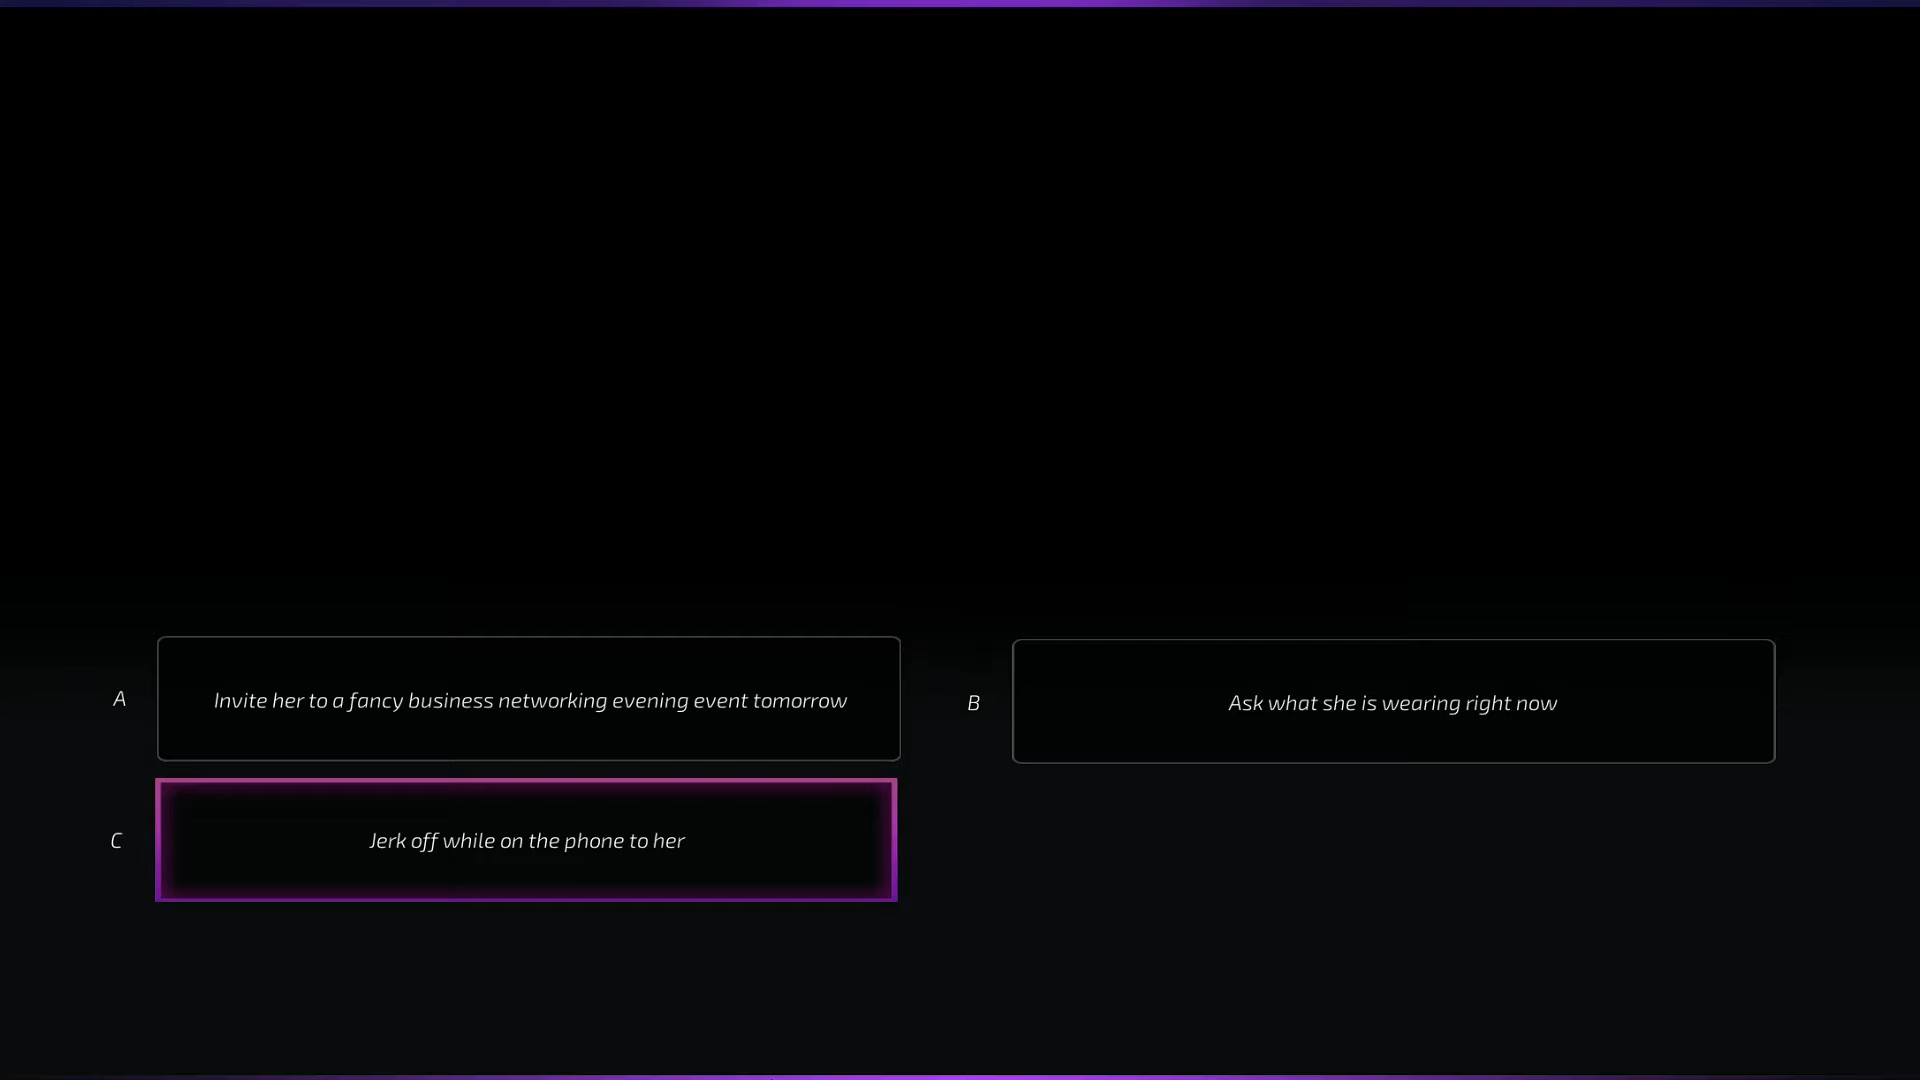 A
Invite her to a fancy business networking evening event tomorrow
B
Ask what she is wearing right now
C
Jerk off while on the phone to her